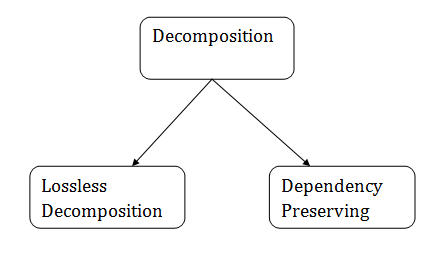 Decomposition
Lossless
Decomposition
Dependency
Preserving